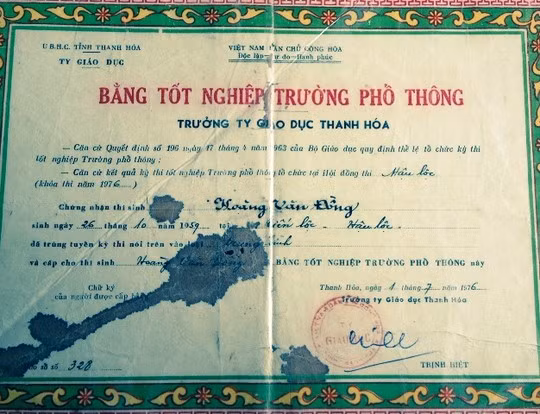 U.B.H.C. TỈNH THANH HÓA
TY GIÁO DỤC
VIỆT NAM DÂN CHỦ CỘNG HÒA
Độc lập — Tự do — Hạnh phúc
BẰNG TỐT NGHIỆP TRƯỜNG PHỔ THÔNG
TRƯỞNG TY GIÁO DỤC THANH HÓA
— Căn cứ Quyết định số 196 ngày 17 tháng 4 năm 1963 của Bộ Giáo dục quy định thể lệ tổ chức kỳ thi
tốt nghiệp Trường phổ thông;
— Căn cứ kết quả kỳ thi tốt nghiệp Trường phổ thông tổ chức tại Hội đồng thi Hậu lộc
(khóa thi năm 1976)
Chứng nhận thí sinh Hoàng Văn Đồng
sinh ngày 26 tháng 10 năm 1959 lộc - Hậu lộc
đã trúng tuyển kỳ thi nói trên vào loại
và cấp cho thí sinh Hoàng Văn BẰNG TỐT NGHIỆP TRƯỜNG PHỔ THÔNG này
Chữ ký
của người được cấp
Thanh Hóa, ngày 1 tháng 7 năm 1976
Trưởng ty Giáo dục Thanh Hóa
TRỊNH HIỆT
số 328